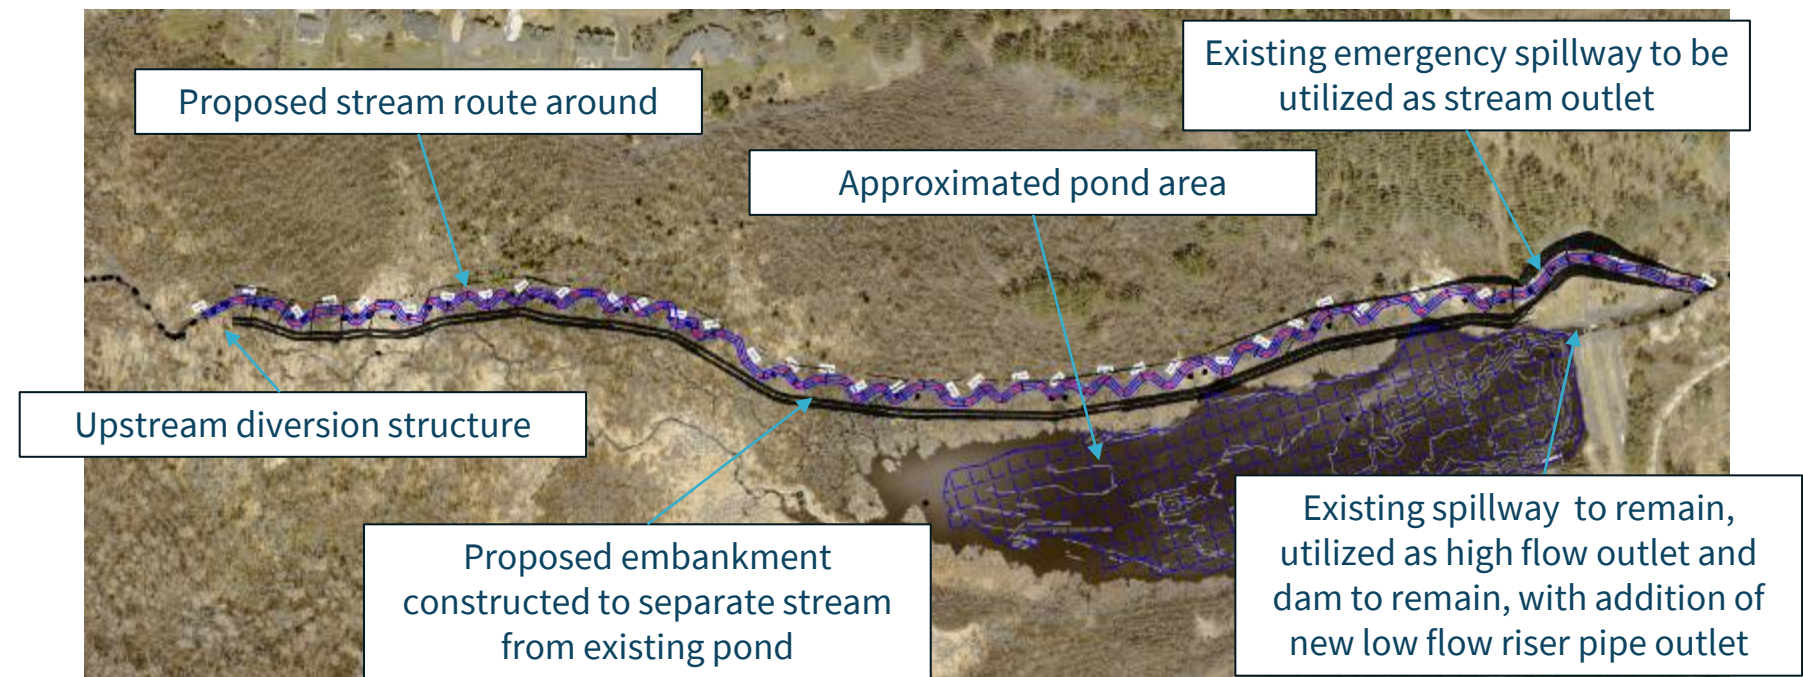 Existing emergency spillway to be
utilized as stream outlet
Proposed stream route around
Approximated pond area
Upstream diversion structure
Proposed embankment
constructed to separate stream
from existing pond
Existing spillway to remain,
utilized as high flow outlet and
dam to remain, with addition of
new low flow riser pipe outlet